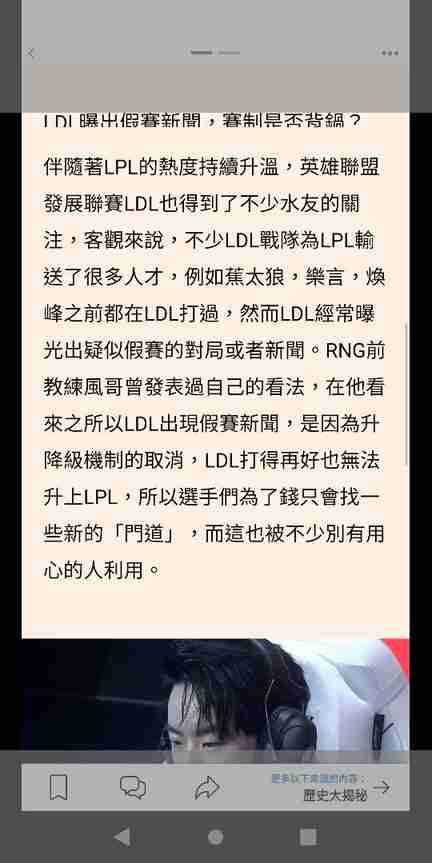 LDL曝出假賽新聞，賽制是否背鍋？
伴隨著LPL的熱度持續升溫，英雄聯盟
發展聯賽LDL也得到了不少水友的關
注，客觀來說，不少LDL戰隊為LPL輸
送了很多人才，例如蕉太狼，樂言，煥
峰之前都在LDL打過，然而LDL經常曝
光出疑似假賽的對局或者新聞。RNG前
教練風哥曾發表過自己的看法，在他看
來之所以LDL出現假賽新聞，是因為升
降級機制的取消，LDL打得再好也無法
升上LPL，所以選手們為了錢只會找一
些新的「門道」，而這也被不少別有用
心的人利用。
更多以下來源的內容：
歷史大揭秘